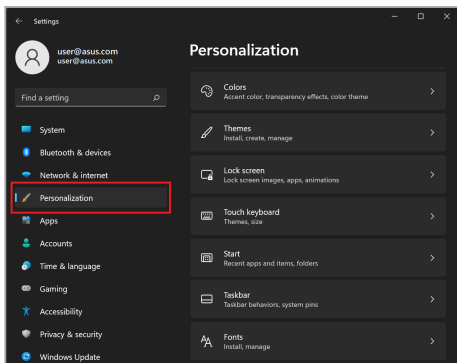 Settings
user@asus.com
user@asus.com
Find a setting
System
Bluetooth & devices
Network & internet
Personalization
Apps
Accounts
Time & language
Gaming
Accessibility
Privacy & security
Windows Update
Personalization
Colors
Accent color, transparency effects, color theme
Themes
Install, create, manage
Lock screen
Lock screen images, apps, animations
Touch keyboard
Themes, size
Start
Recent apps and items, folders
Taskbar
Taskbar behaviors, system pins
Fonts
Install, manage